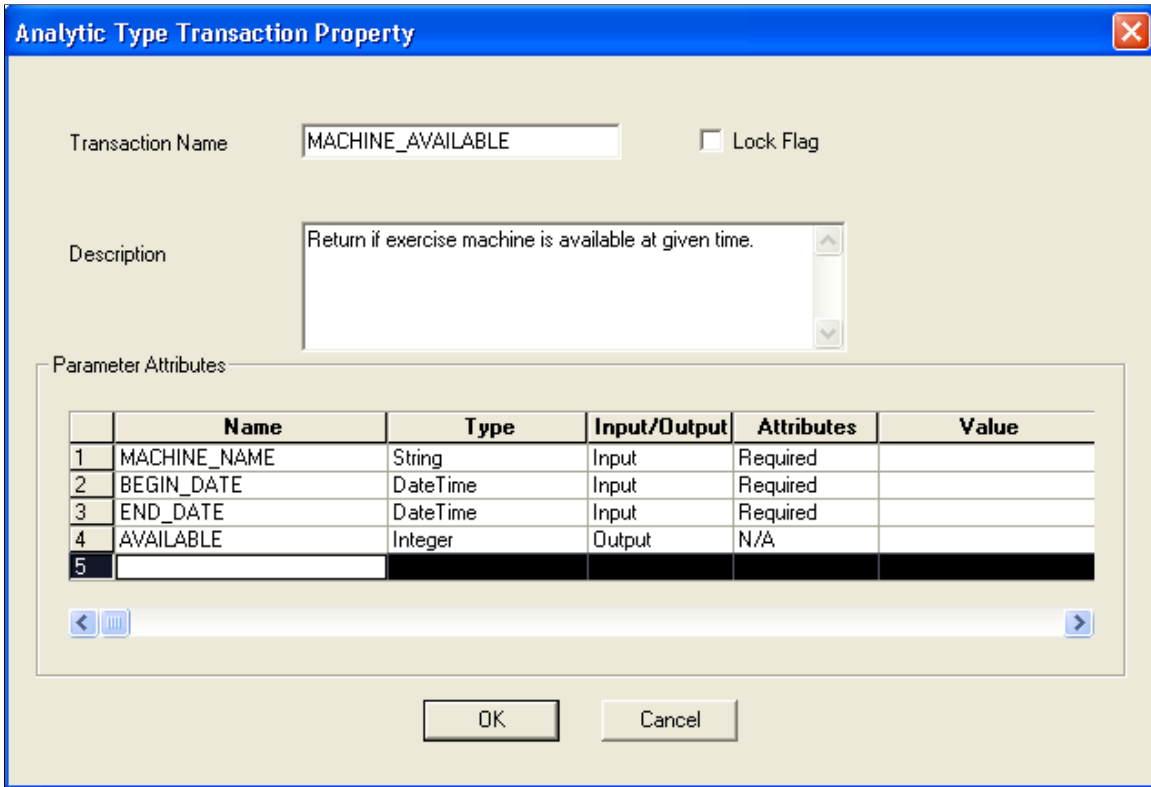 Analytic Type Transaction Property
Transaction Name MACHINE_AVAILABLE Lock Flag
Description Return if exercise machine is available at given time.
Parameter Attributes
Name Type Input/Output Attributes Value
1 MACHINE_NAME String Input Required
2 BEGIN_DATE DateTime Input Required
3 END_DATE DateTime Input Required
4 AVAILABLE Integer Output N/A
5
OK Cancel